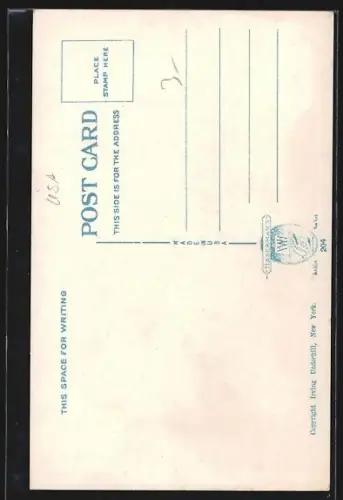 PLACE
STAMP HERE
3-
POST CARD
THIS SIDE IS FOR THE ADDRESS
USA
MADE IN USA
THIS SPACE FOR WRITING
204
Copyright Irving Underhill, New York.